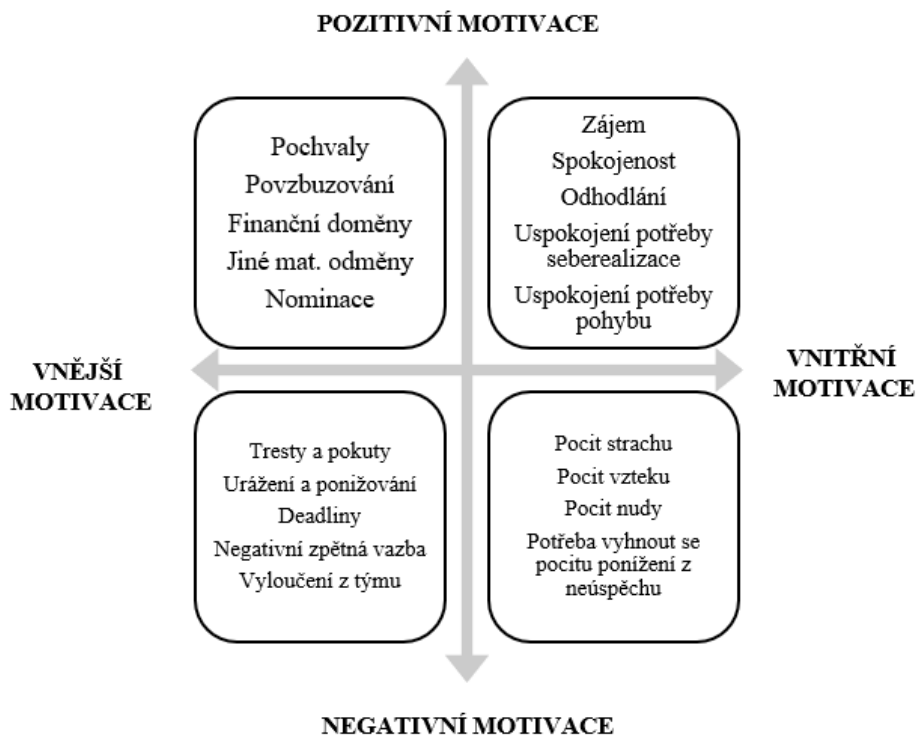 POZITIVNÍ MOTIVACE
Pochvaly
Povzbuzování
Finanční doměny
Jiné mat. odměny
Nominace
Zájem
Spokojenost
Odhodlání
Uspokojení potřeby
seberealizace
Uspokojení potřeby
pohybu
VNĚJŠÍ
MOTIVACE
VNITŘNÍ
MOTIVACE
Tresty a pokuty
Urážení a ponižování
Deadliny
Negativní zpětná vazba
Vyloučení z týmu
Pocit strachu
Pocit vzteku
Pocit nudy
Potřeba vyhnout se
pocitu ponížení z
neúspěchu
NEGATIVNÍ MOTIVACE